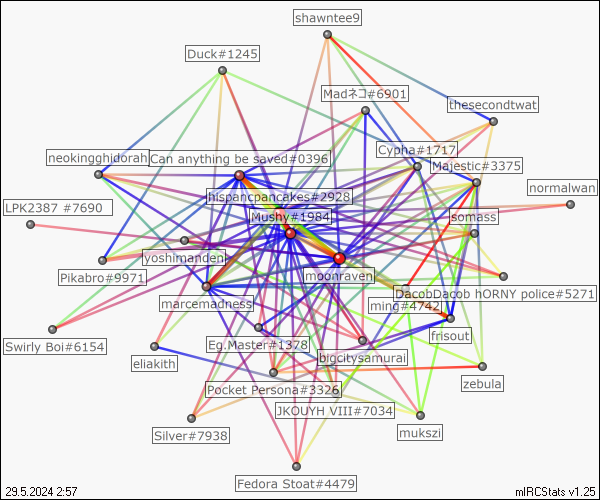 shawntee9
Duck#1245
Madネコ#6901
thesecondtwat
Cypha#1717
neokingghidorah
Can anything be saved#0396
Majestic#3375
normalwan
hispancpancakes#2928
LPK2387 #7690
Mushy#1984
somass
yoshimanden
moonraven
Pikabro#9971
DacobDacob hORNY police#5271
marcemadness
ming#4742
frisout
Swirly Boi#6154
Eg.Master#1378
bigcitysamurai
eliakith
zebula
Pocket Persona#3326
JKOUYH VIII#7034
mukszi
Silver#7938
Fedora Stoat#4479
29.5.2024 2:57
mIRCStats v1.25